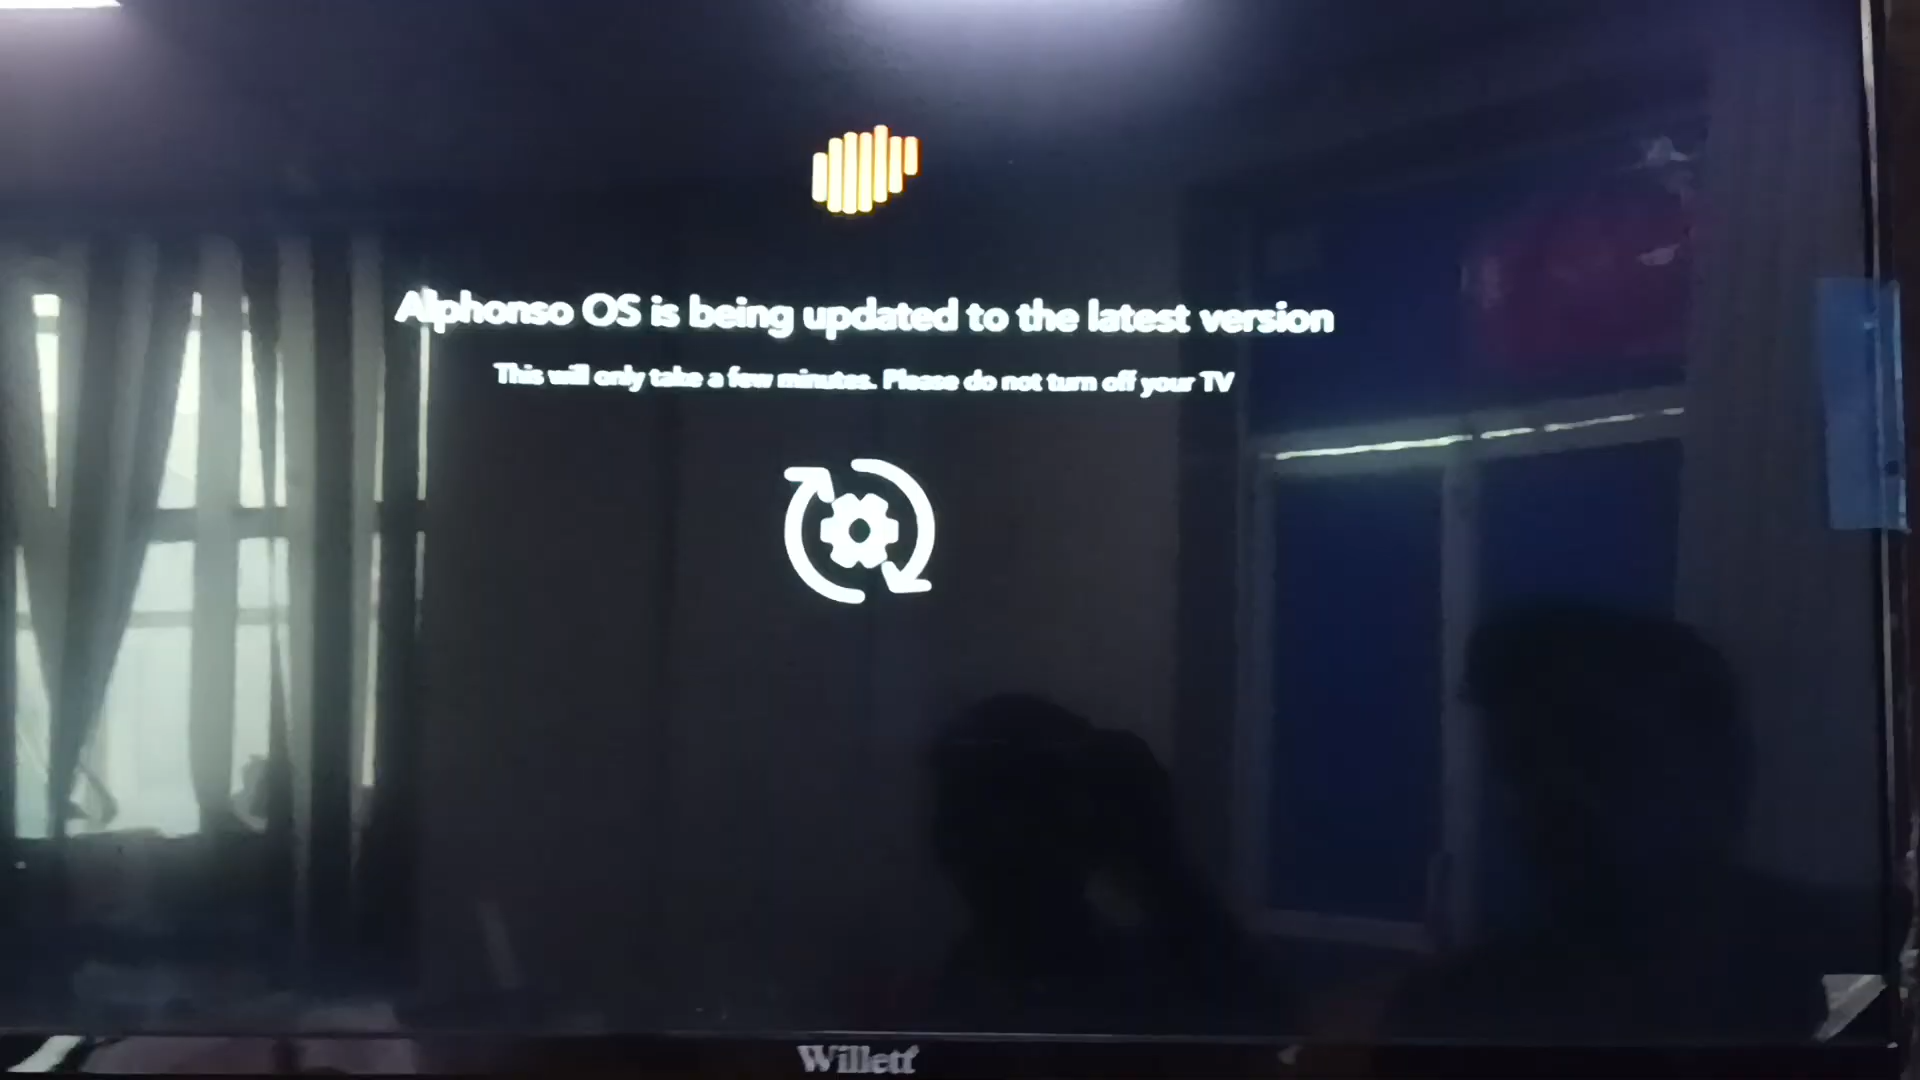 Alphonso OS is being updated to the latest version
This will only take a few minutes. Please do not turn off your TV
Willett